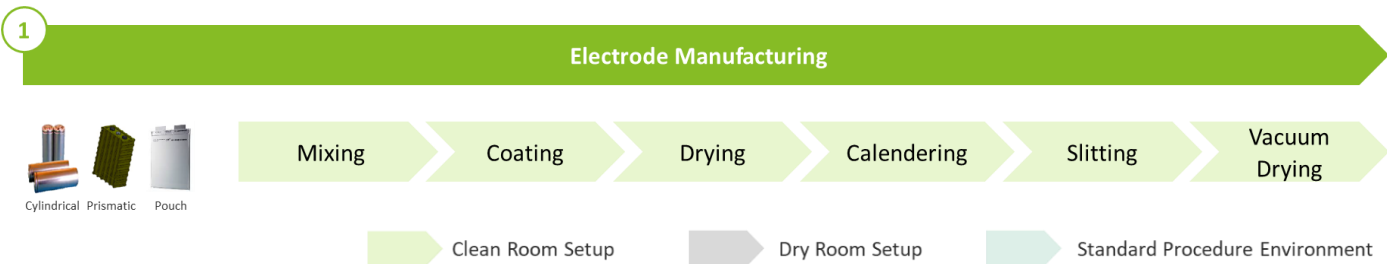 1
Electrode Manufacturing
Mixing
Coating
Drying
Calendering
Slitting
Vacuum
Drying
Cylindrical
Prismatic
Pouch
Clean Room Setup
Dry Room Setup
Standard Procedure Environment